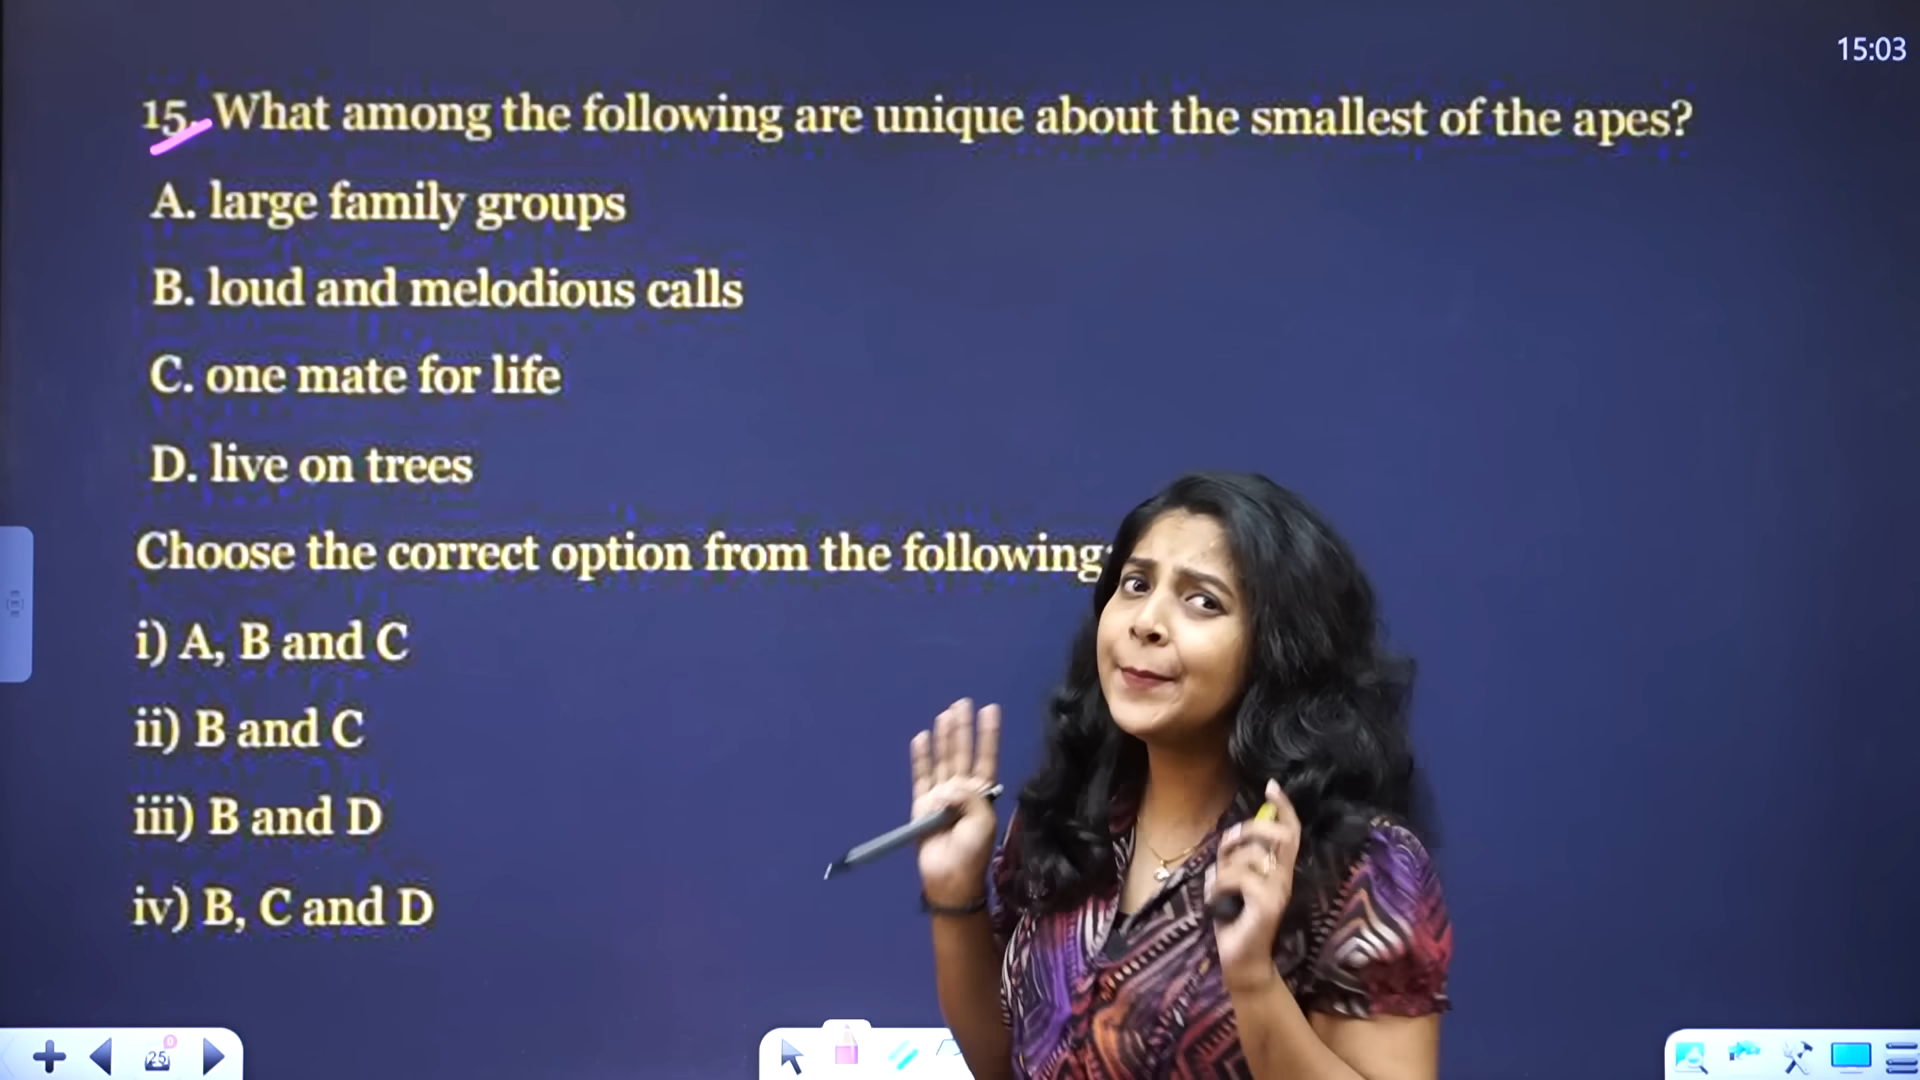 15:03
15. What among the following are unique about the smallest of the apes?
A. large family groups
B. loud and melodious calls
C. one mate for life
D. live on trees
Choose the correct option from the following:
i) A, B and C
ii) B and C
iii) B and D
iv) B, C and D
25
0